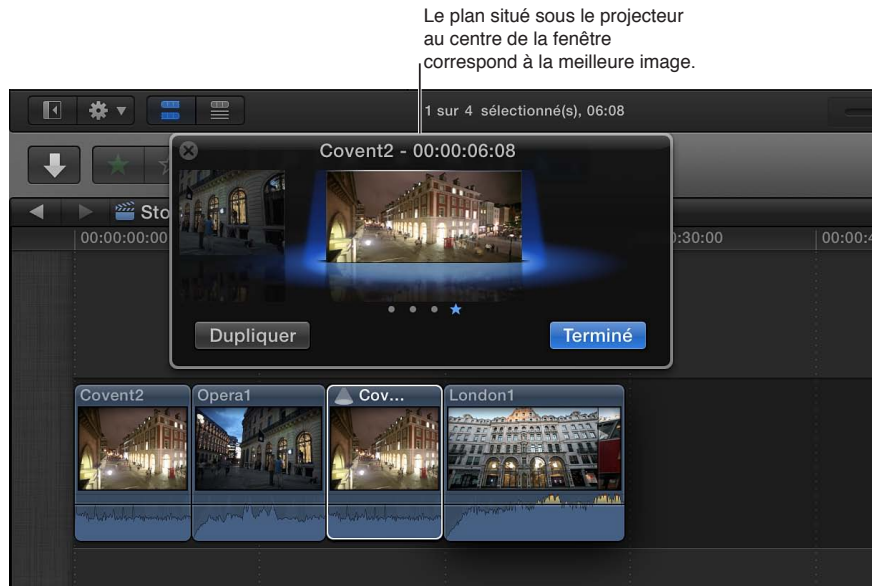 Le plan situé sous le projecteur
au centre de la fenêtre
correspond à la meilleure image.
1 sur 4 sélectionné(s), 06:08
Covent2 - 00:00:06:08
Sto
00:00:00:00
0:30:00
00:00:4
Dupliquer
Terminé
Covent2
Opera1
Cov...
London1